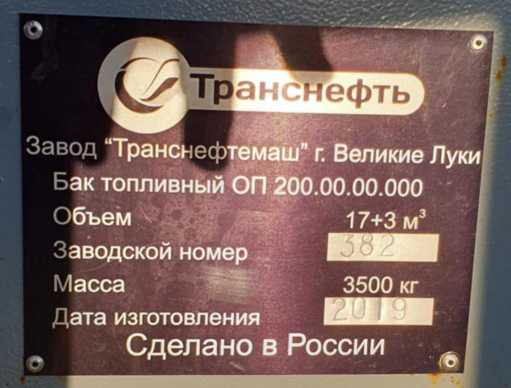 Транснефть
Завод “Транснефтемаш” г. Великие Луки
Бак топливный ОП 200.00.00.000
Объем 17+3 м³
Заводской номер 382
Масса 3500 кг
Дата изготовления 2019
Сделано в России